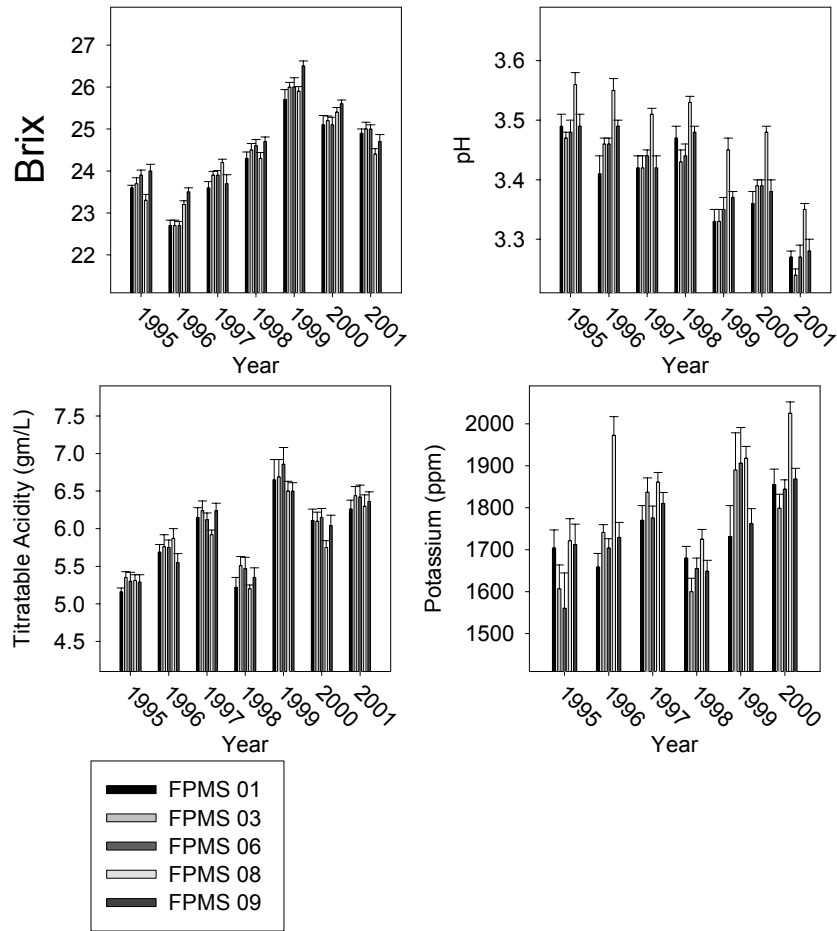 Brix
27
26
25
24
23
22
1995 1996 1997 1998 1999 2000 2001
Year
pH
3.6
3.5
3.4
3.3
1995 1996 1997 1998 1999 2000 2001
Year
Titratable Acidity (gm/L)
7.5
7.0
6.5
6.0
5.5
5.0
4.5
1995 1996 1997 1998 1999 2000 2001
Year
Potassium (ppm)
2000
1900
1800
1700
1600
1500
1995 1996 1997 1998 1999 2000
Year
FPMS 01
FPMS 03
FPMS 06
FPMS 08
FPMS 09